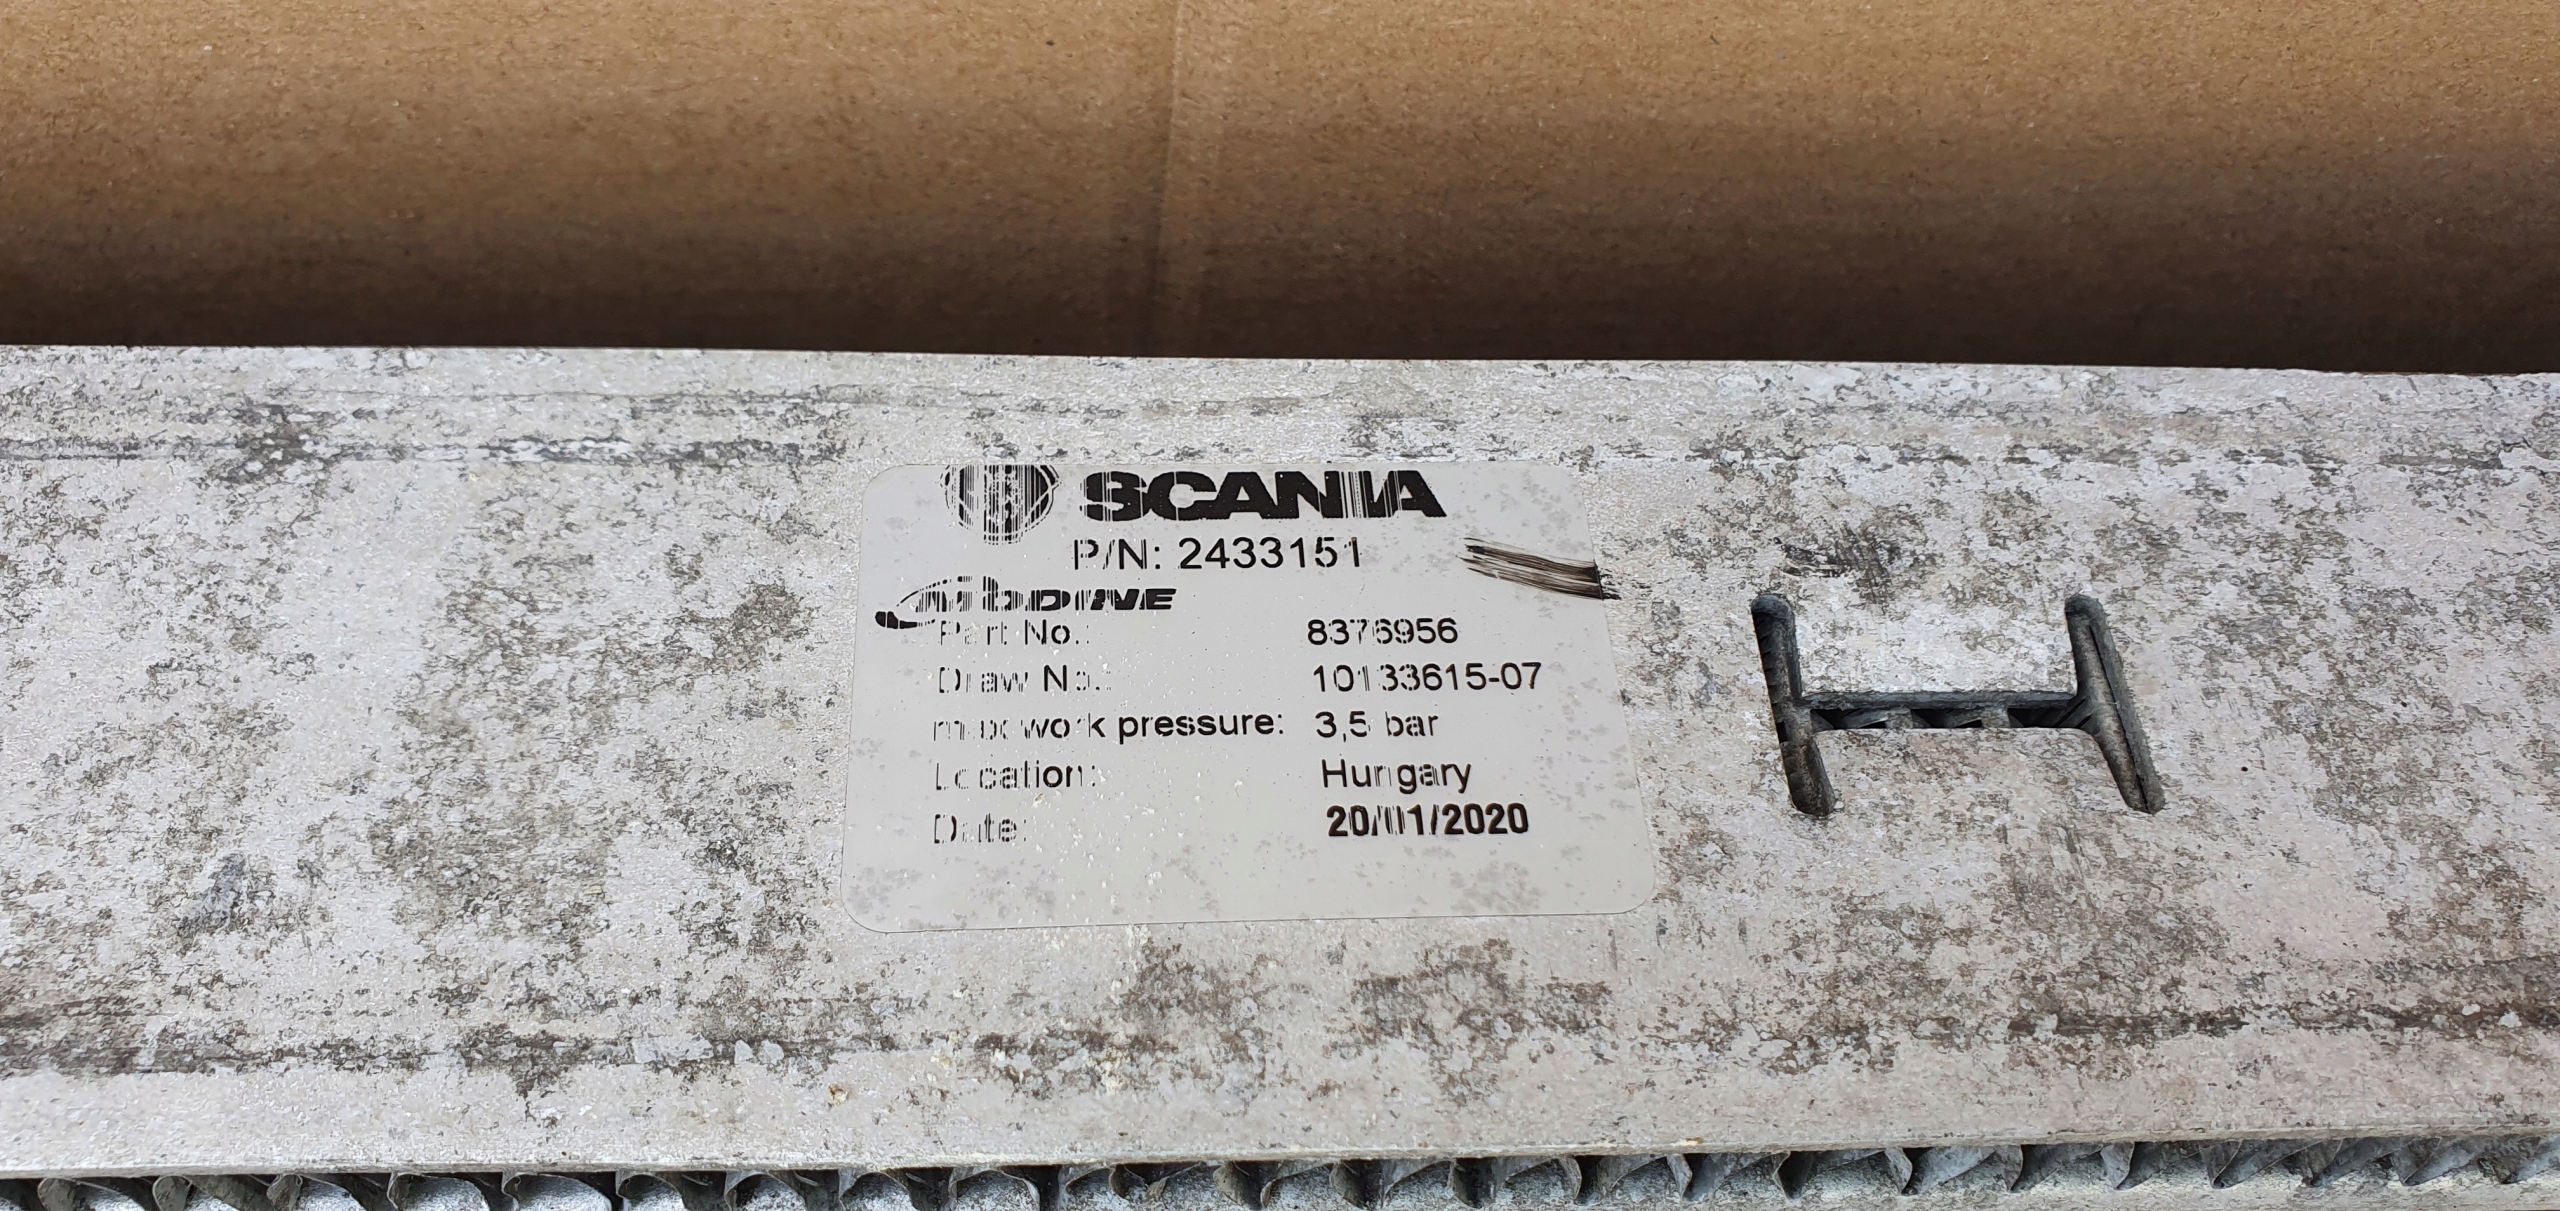 SCANIA
P/N: 2433151
airDRIVE
Part No.: 8376956
Draw No.: 10133615-07
max work pressure: 3,5 bar
Location: Hungary
Date: 20/01/2020